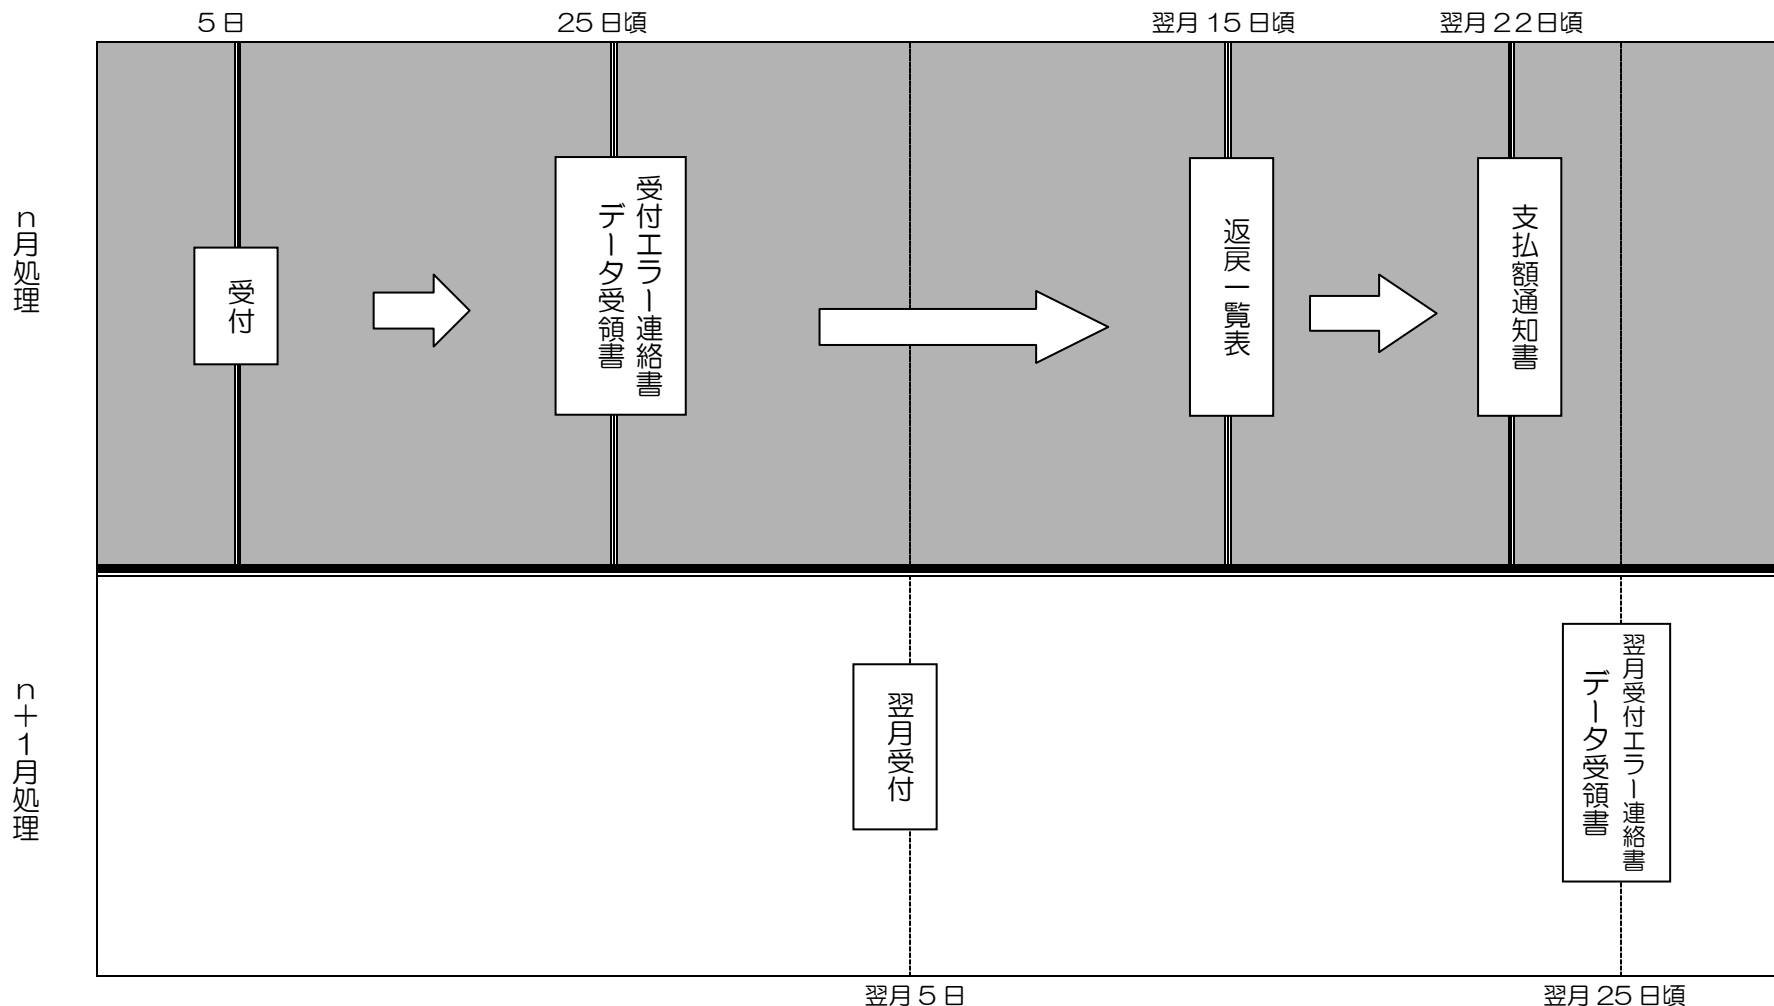 5日
25日頃
翌月15日頃
翌月22日頃
n月処理
受付
受付エラー連絡書
データ受領書
返戻一覧表
支払額通知書
n+1月処理
翌月受付
翌月受付エラー連絡書
データ受領書
翌月5日
翌月25日頃